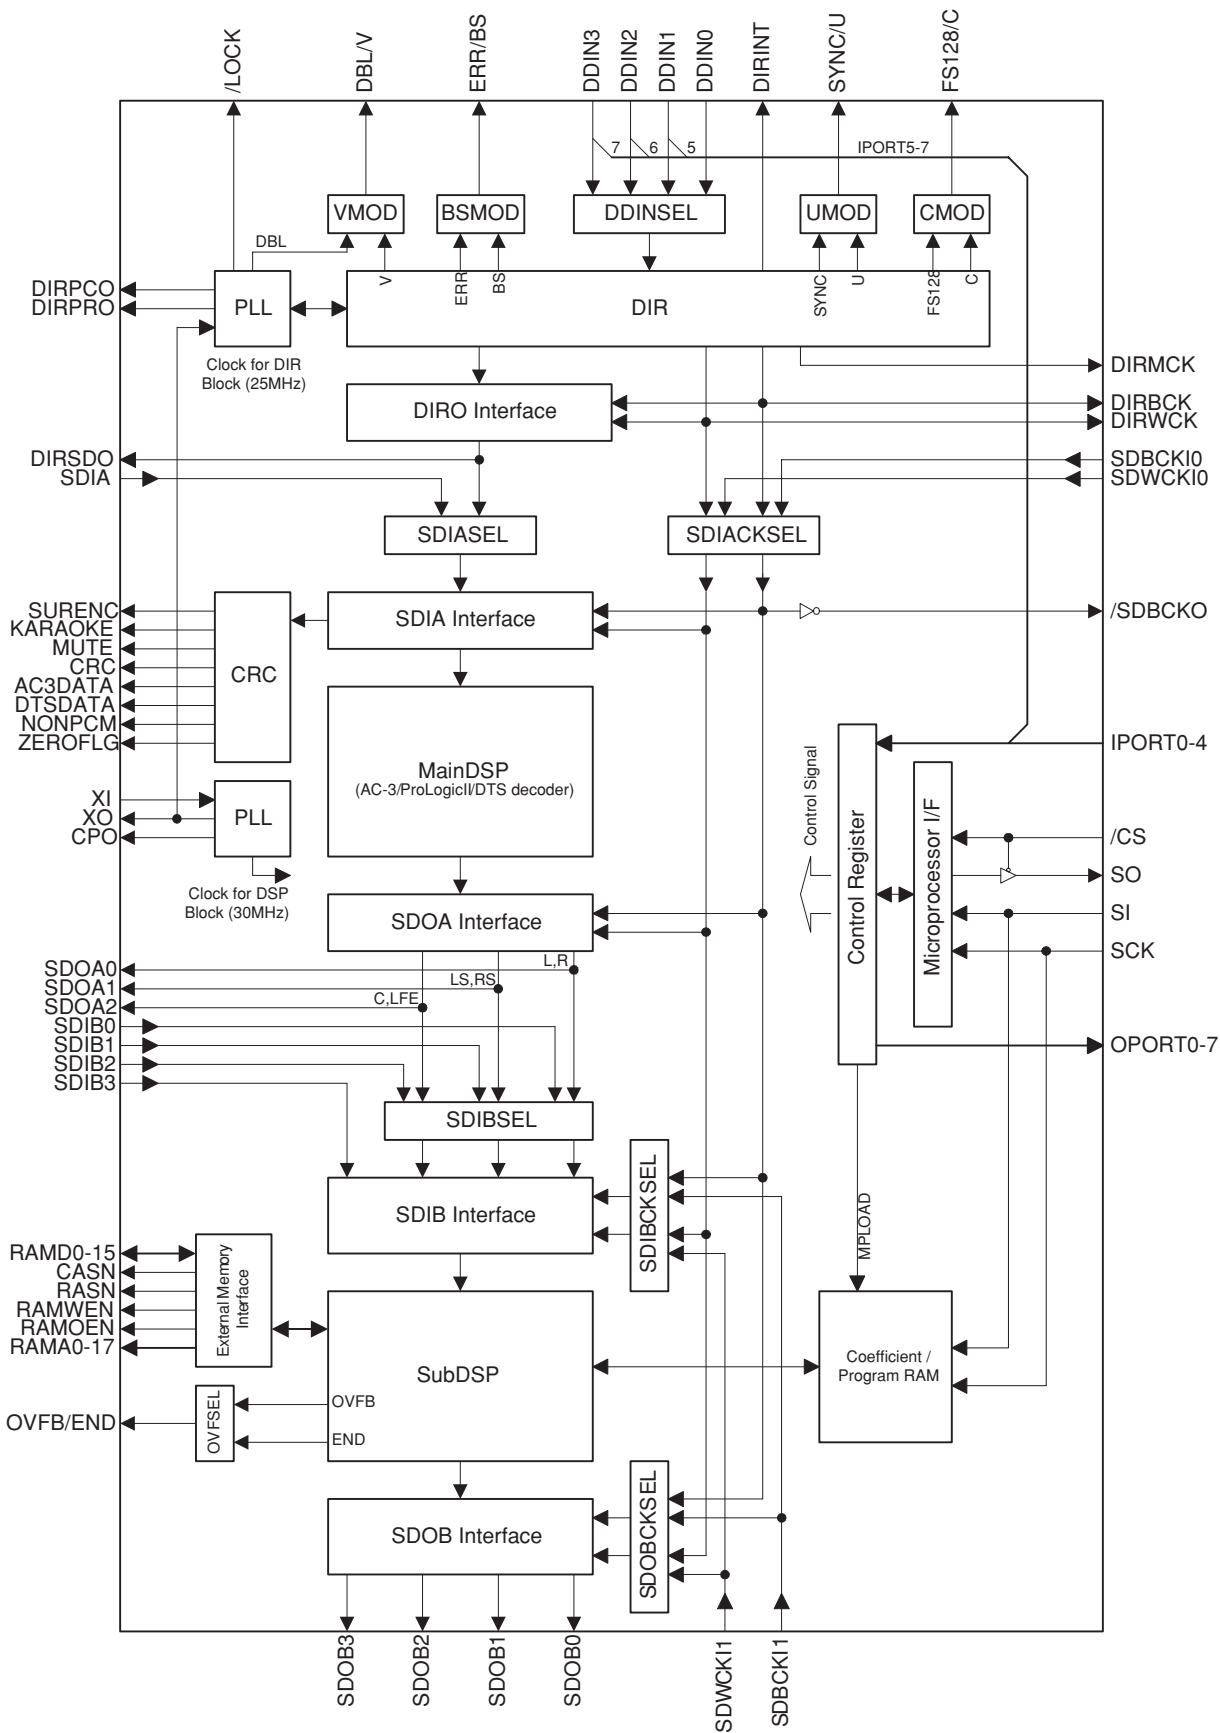 /LOCK
DBL/V
ERR/BS
DDIN3
DDIN2
DDIN1
DDIN0
DIRINT
SYNC/U
FS128/C
7
6
5
IPORT5-7
VMOD
BSMOD
DDINSEL
UMOD
CMOD
DBL
V
ERR
BS
SYNC
U
FS128
C
DIRPCO
DIRPRO
PLL
DIR
Clock for DIR
Block (25MHz)
DIRMCK
DIRO Interface
DIRBCK
DIRWCK
DIRSDO
SDIA
SDBCKI0
SDWCKI0
SDIASEL
SDIACKSEL
SURENC
KARAOKE
MUTE
CRC
AC3DATA
DTSDATA
NONPCM
ZEROFLG
CRC
SDIA Interface
/SDBCKO
MainDSP
(AC-3/ProLogicII/DTS decoder)
Control Signal
Control Register
Microprocessor I/F
IPORT0-4
XI
XO
CPO
PLL
Clock for DSP
Block (30MHz)
/CS
SO
SI
SCK
SDOA Interface
L,R
LS,RS
C,LFE
SDOA0
SDOA1
SDOA2
SDIB0
SDIB1
SDIB2
SDIB3
OPORT0-7
SDIBSEL
SDIB Interface
SDIBCKSEL
MPLOAD
RAMD0-15
CASN
RASN
RAMWEN
RAMOEN
RAMA0-17
External Memory
Interface
SubDSP
Coefficient /
Program RAM
OVFB/END
OVFSEL
OVFB
END
SDOB Interface
SDOBCKSEL
SDOB3
SDOB2
SDOB1
SDOB0
SDWCKI1
SDBCKI1